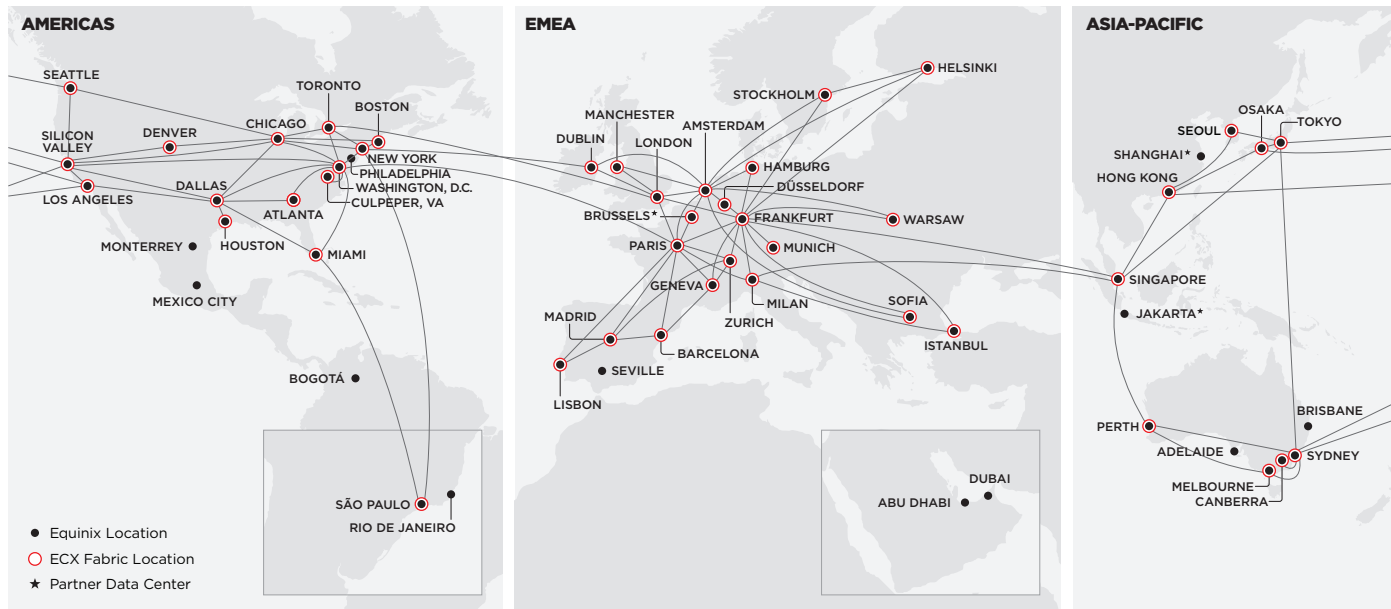 AMERICAS
SEATTLE
TORONTO
BOSTON
CHICAGO
DENVER
SILICON
VALLEY
NEW YORK
PHILADELPHIA
WASHINGTON, D.C.
CULPEPER, VA
DALLAS
LOS ANGELES
ATLANTA
HOUSTON
MONTERREY
MIAMI
MEXICO CITY
BOGOTÁ
SÃO PAULO
RIO DE JANEIRO
Equinix Location
ECX Fabric Location
★ Partner Data Center
EMEA
HELSINKI
STOCKHOLM
MANCHESTER
AMSTERDAM
DUBLIN
LONDON
HAMBURG
DÜSSELDORF
BRUSSELS★
FRANKFURT
WARSAW
PARIS
MUNICH
GENEVA
MILAN
SOFIA
MADRID
ZURICH
ISTANBUL
BARCELONA
SEVILLE
LISBON
DUBAI
ABU DHABI
ASIA-PACIFIC
OSAKA
TOKYO
SEOUL
SHANGHAI★
HONG KONG
SINGAPORE
JAKARTA★
BRISBANE
PERTH
ADELAIDE
SYDNEY
MELBOURNE
CANBERRA